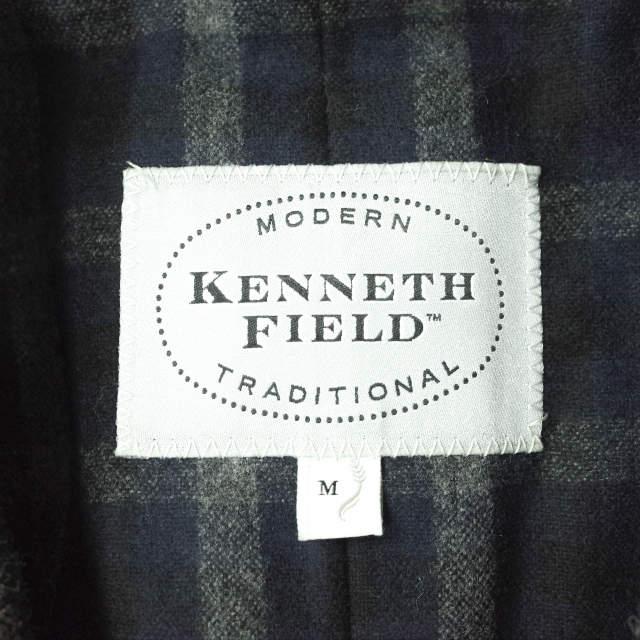 MODERN
KENNETH
FIELD™
TRADITIONAL
M